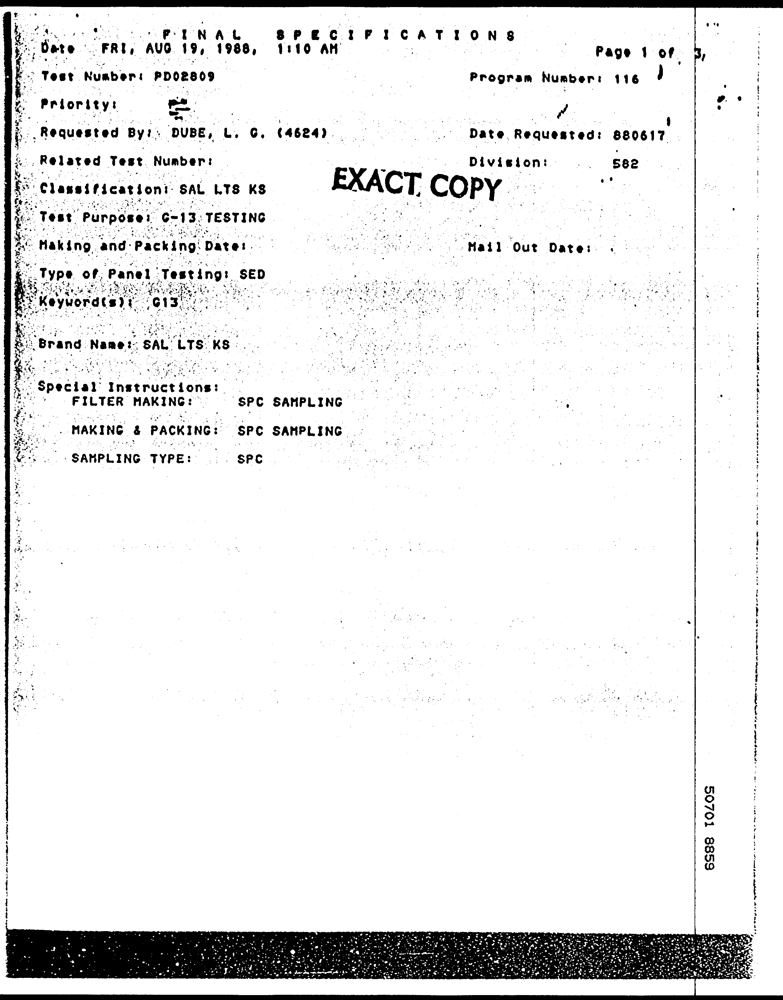 FINAL SPECIFICATIONS
Date FRI, AUG 19, 1988, 1:10 AM Page 1 of 3,
Test Number: PD02809 Program Number: 116
Priority:
Requested By: DUBE, L. G. (4624) Date Requested: 880617
Related Test Number: Division: 582
Classification: SAL LTS KS
EXACT COPY
Test Purpose: G-13 TESTING
Making and Packing Date: Mail Out Date:
Type of Panel Testing: SED
Keyword(s): G13
Brand Name: SAL LTS KS
Special Instructions:
FILTER MAKING: SPC SAMPLING
MAKING & PACKING: SPC SAMPLING
SAMPLING TYPE: SPC
50701 8859